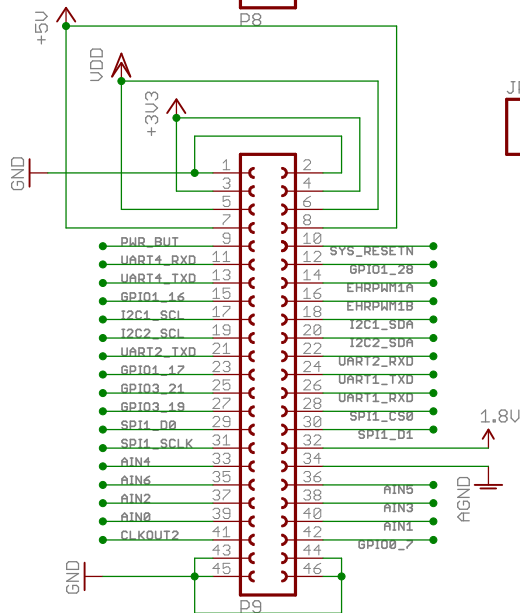 P8
+5V
VDD
+3V3
JP
GND
1 2
3 4
5 6
7 8
PWR_BUT 9 10 SYS_RESETN
UART4_RXD 11 12 GPIO1_28
UART4_TXD 13 14 EHRPWM1A
GPIO1_16 15 16 EHRPWM1B
I2C1_SCL 17 18 I2C1_SDA
I2C2_SCL 19 20 I2C2_SDA
UART2_TXD 21 22 UART2_RXD
GPIO1_17 23 24 UART1_TXD
GPIO3_21 25 26 UART1_RXD
GPIO3_19 27 28 SPI1_CS0
SPI1_D0 29 30 SPI1_D1
SPI1_SCLK 31 32 1.8V
AIN4 33 34 AGND
AIN6 35 36 AIN5
AIN2 37 38 AIN3
AIN0 39 40 AIN1
CLKOUT2 41 42 GPIO0_7
43 44
GND 45 46
P9